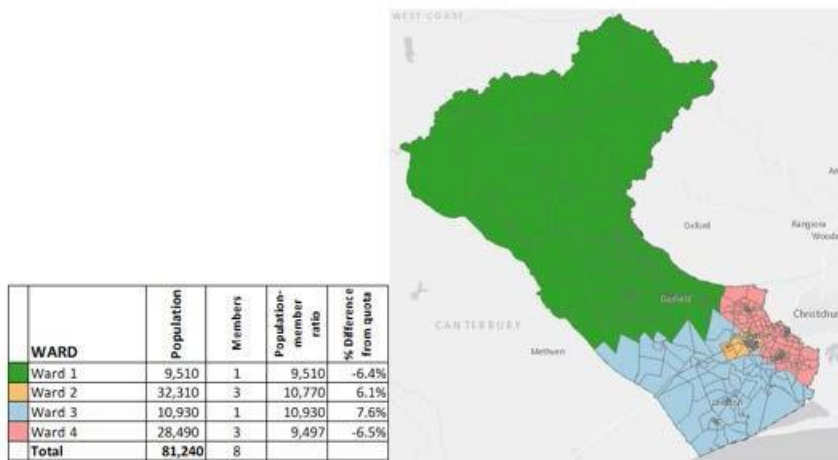 WARD Population Members Population-member ratio % Difference from quota
Ward 1 9,510 1 9,510 -6.4%
Ward 2 32,310 3 10,770 6.1%
Ward 3 10,930 1 10,930 7.6%
Ward 4 28,490 3 9,497 -6.5%
Total 81,240 8
WEST COAST
Oxford
Rangiora
Woode
Darfield
Christchur
CANTERBURY
Methven